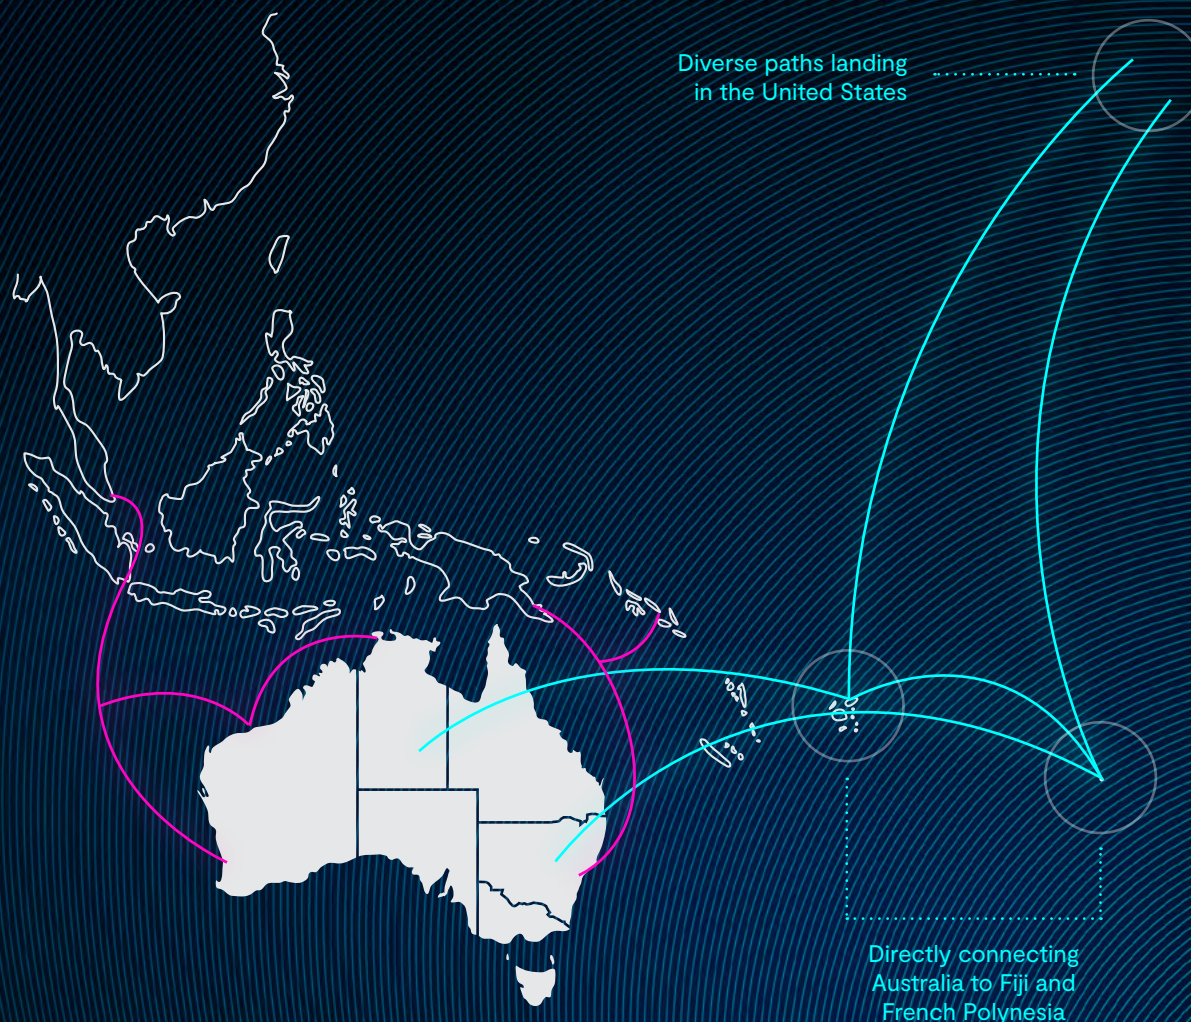 Diverse paths landing
in the United States
Directly connecting
Australia to Fiji and
French Polynesia